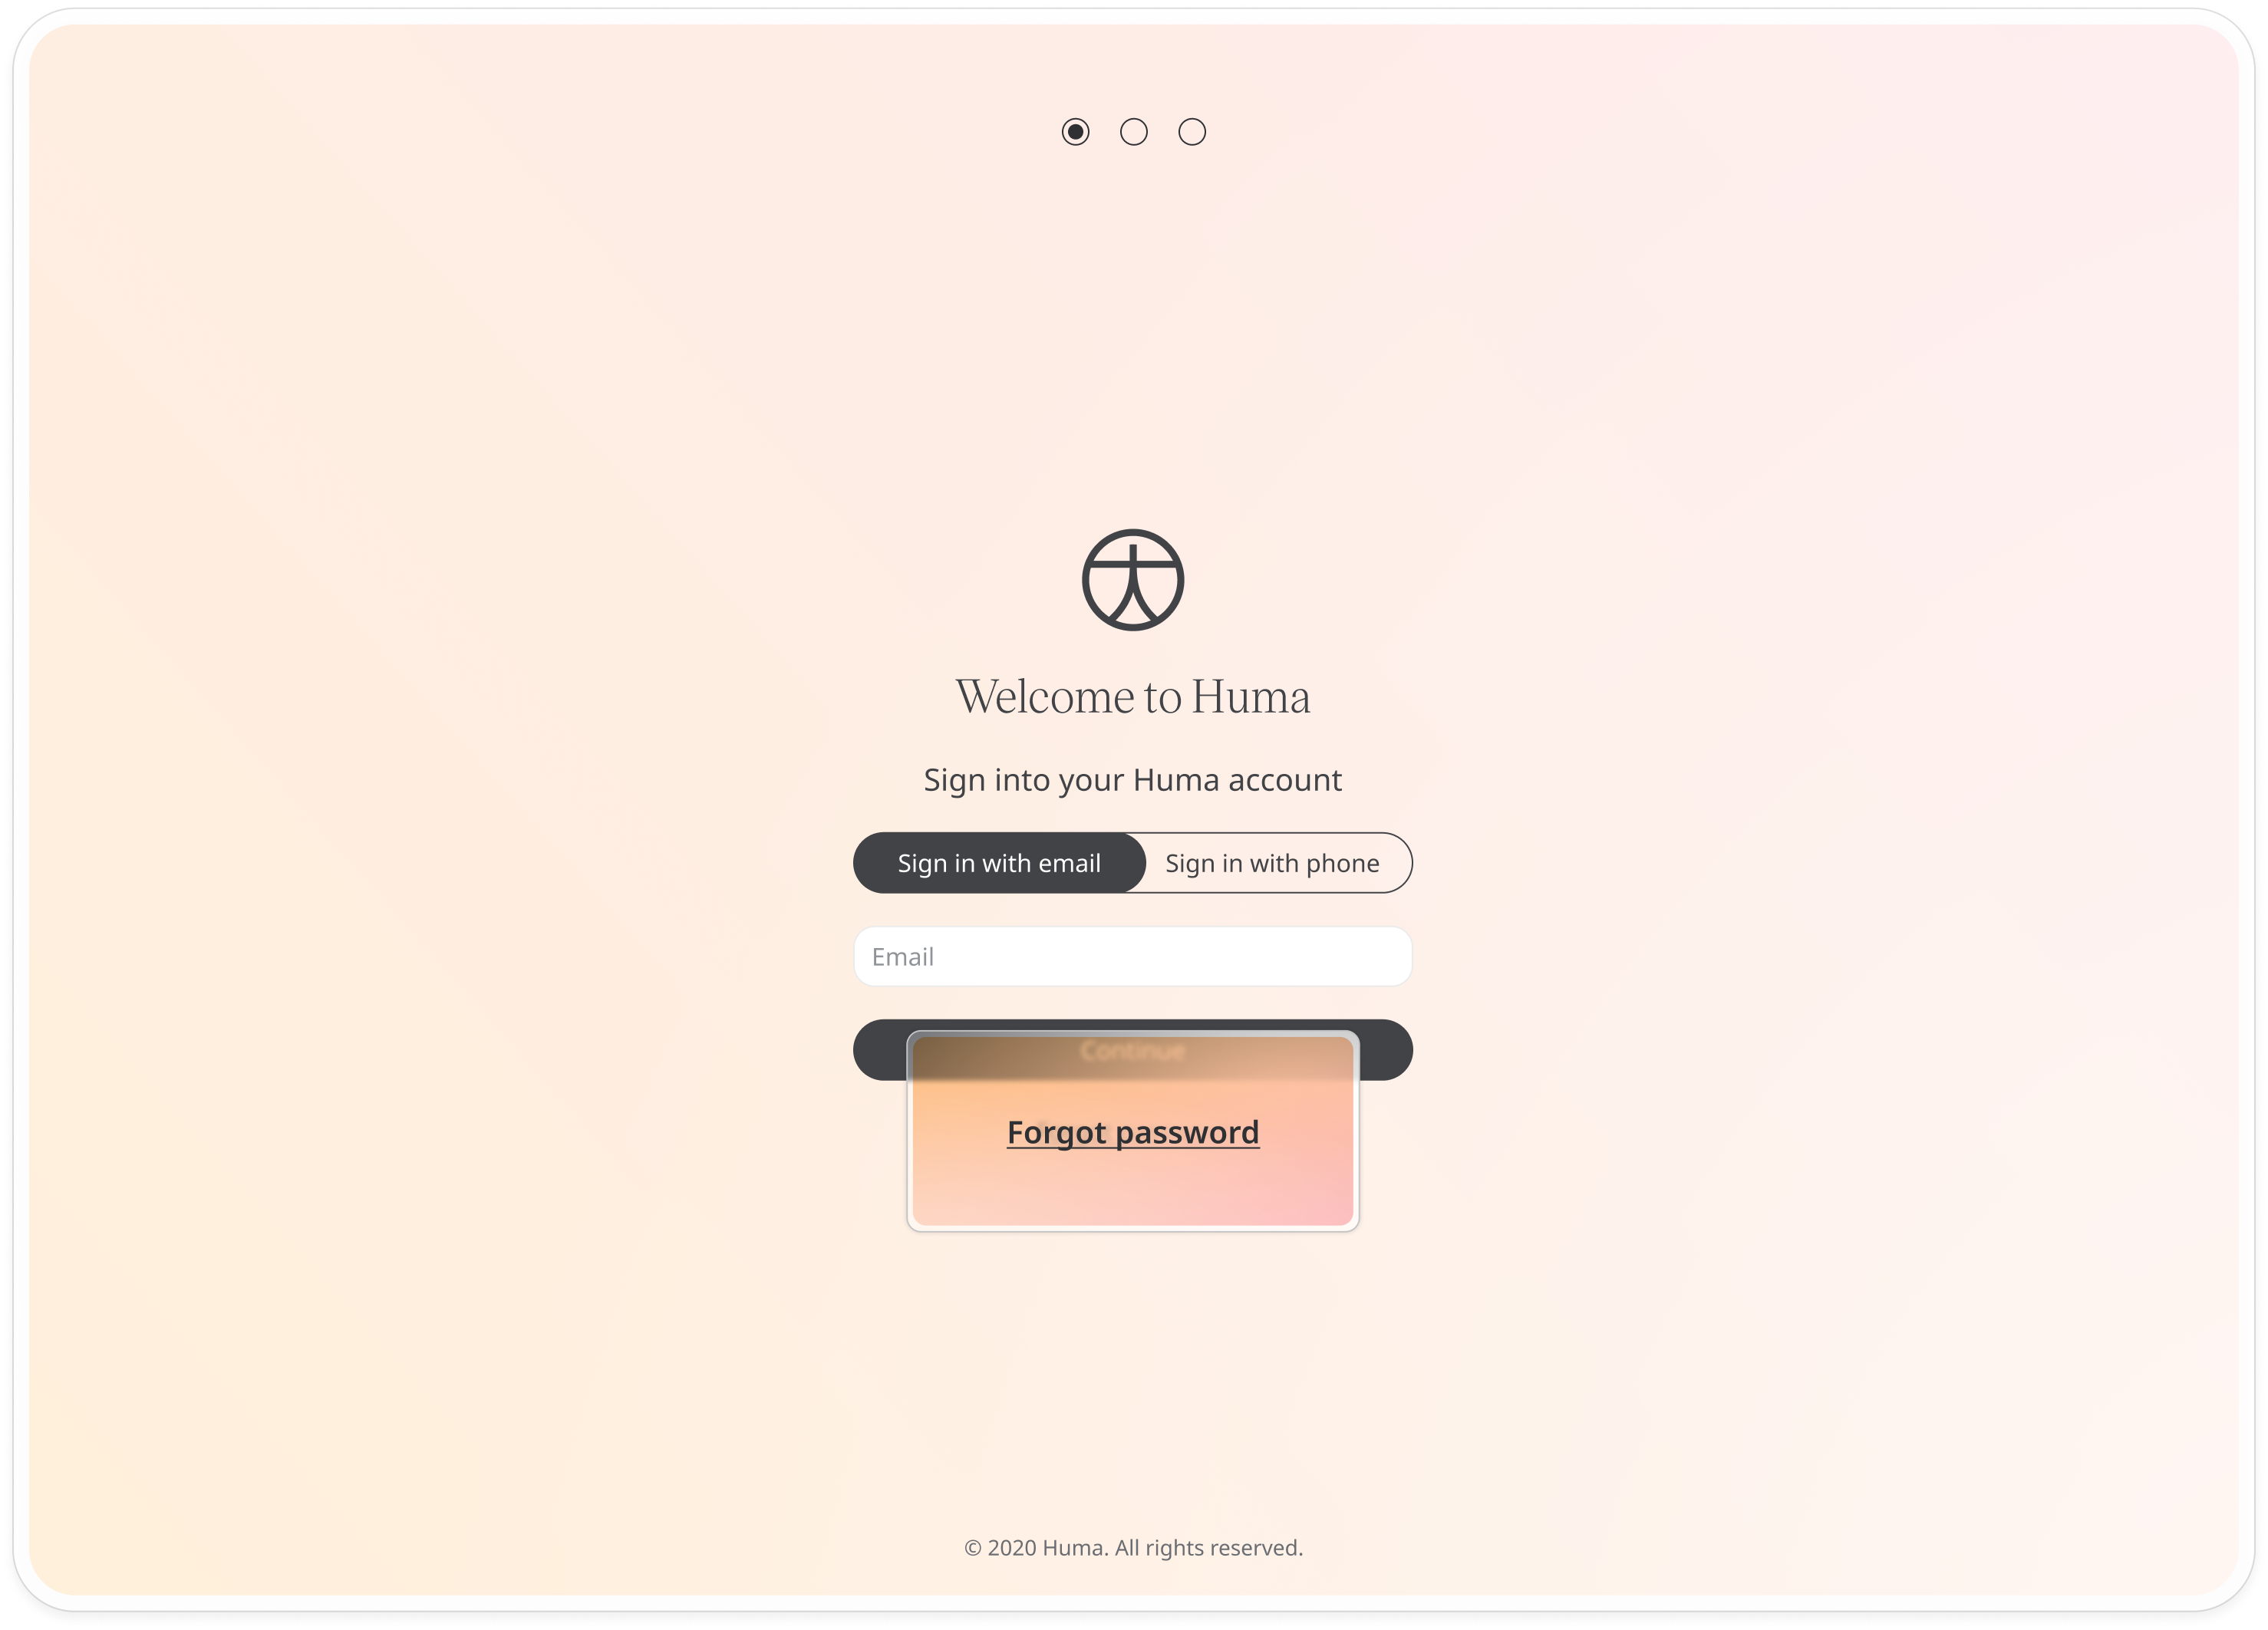 Welcome to Huma
Sign into your Huma account
Sign in with email
Sign in with phone
Email
Continue
Forgot password
© 2020 Huma. All rights reserved.